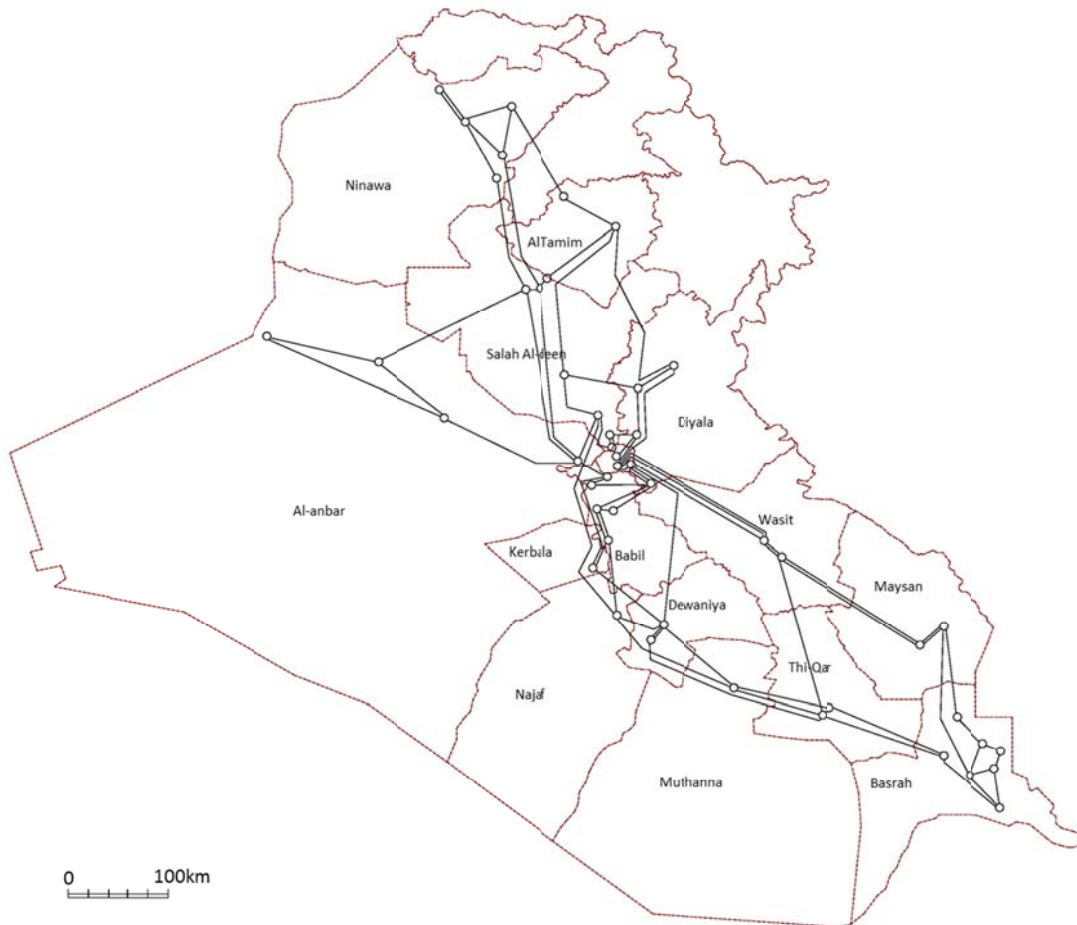 Ninawa
AlTamim
Salah Al-deen
Diyala
Al-anbar
Wasit
Kerbala
Babil
Maysan
Dewaniya
Thi-Qar
Najaf
Muthanna
Basrah
0 100km